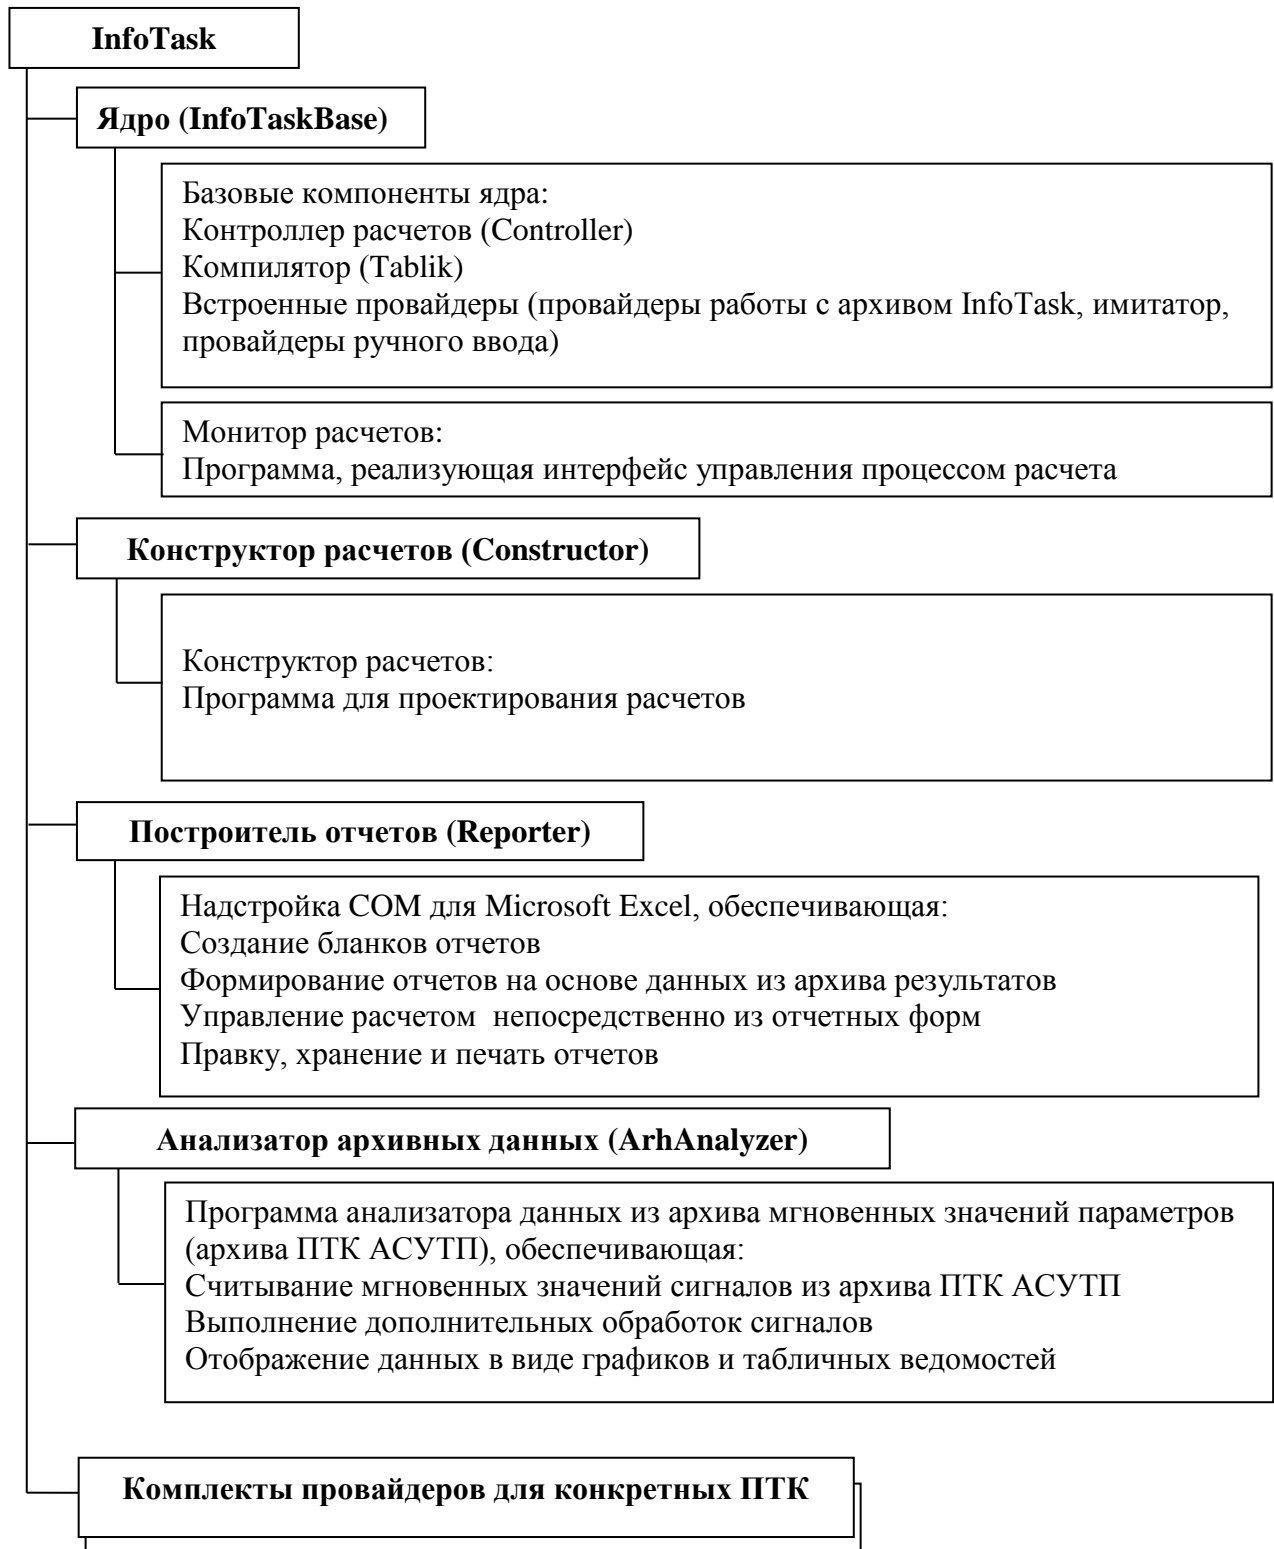 InfoTask
Ядро (InfoTaskBase)
Базовые компоненты ядра:
Контроллер расчетов (Controller)
Компилятор (Tablik)
Встроенные провайдеры (провайдеры работы с архивом InfoTask, имитатор,
провайдеры ручного ввода)
Монитор расчетов:
Программа, реализующая интерфейс управления процессом расчета
Конструктор расчетов (Constructor)
Конструктор расчетов:
Программа для проектирования расчетов
Построитель отчетов (Reporter)
Надстройка COM для Microsoft Excel, обеспечивающая:
Создание бланков отчетов
Формирование отчетов на основе данных из архива результатов
Управление расчетом  непосредственно из отчетных форм
Правку, хранение и печать отчетов
Анализатор архивных данных (ArhAnalyzer)
Программа анализатора данных из архива мгновенных значений параметров
(архива ПТК АСУТП), обеспечивающая:
Считывание мгновенных значений сигналов из архива ПТК АСУТП
Выполнение дополнительных обработок сигналов
Отображение данных в виде графиков и табличных ведомостей
Комплекты провайдеров для конкретных ПТК